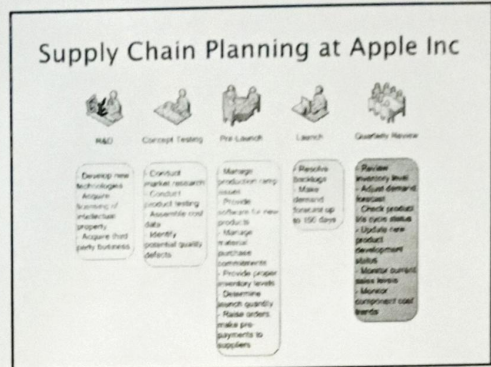 Supply Chain Planning at Apple Inc
R&D
Concept Testing
Pre-Launch
Launch
Quarterly Review
- Develop new
technologies
- Acquire
licensing of
intellectual
property
- Acquire third
party business
- Conduct
market research
- Conduct
product testing
- Assemble cost
data
- Identify
potential quality
defects
- Manage
production ramp
issues
- Provide
software for new
products
- Manage
material
purchase
commitments
- Provide proper
inventory levels
- Determine
launch quantity
- Raise orders,
make pre-
payments to
suppliers
- Resolve
backlogs
- Make
demand
forecast up
to 150 days
- Review
inventory level
- Adjust demand
forecast
- Check product
life cycle status
- Update new
product
development
status
- Monitor current
sales levels
- Monitor
component cost
trends